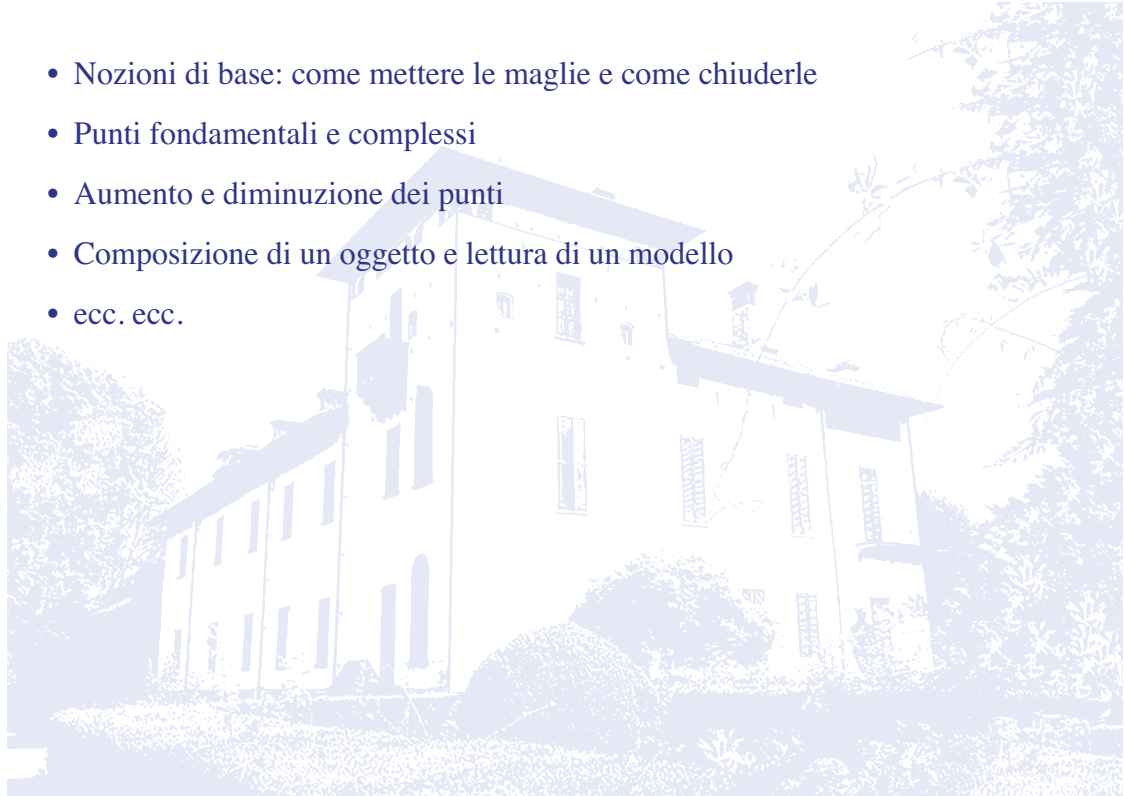 • Nozioni di base: come mettere le maglie e come chiuderle
• Punti fondamentali e complessi
• Aumento e diminuzione dei punti
• Composizione di un oggetto e lettura di un modello
• ecc. ecc.